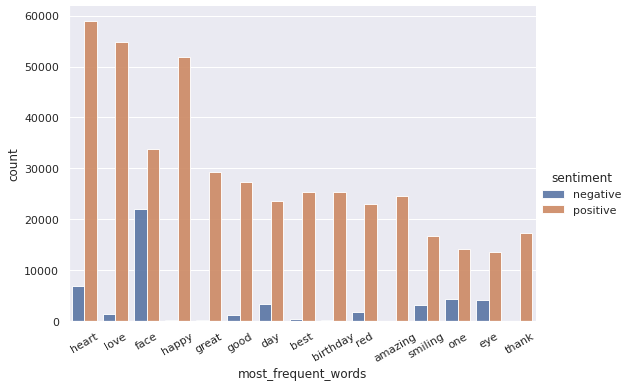 60000
50000
40000
30000
20000
10000
0
count
heart
love
face
happy
great
good
day
best
birthday
red
amazing
smiling
one
eye
thank
most_frequent_words
sentiment
negative
positive